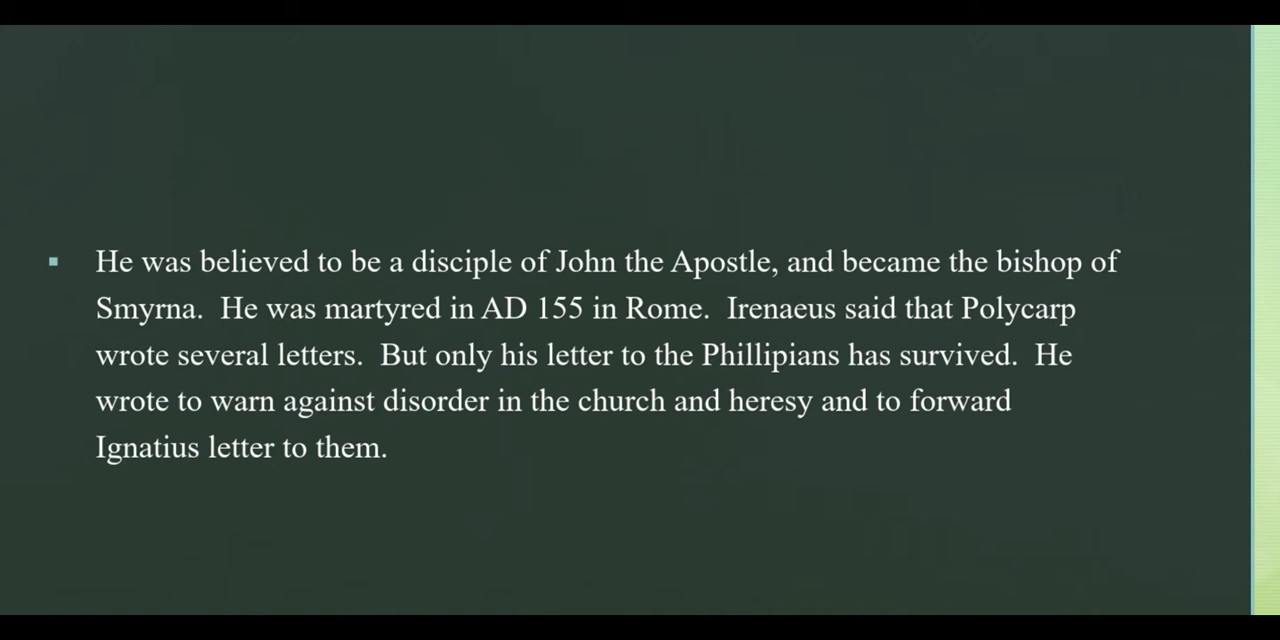 He was believed to be a disciple of John the Apostle, and became the bishop of
Smyrna.  He was martyred in AD 155 in Rome.  Irenaeus said that Polycarp
wrote several letters.  But only his letter to the Phillipians has survived.  He
wrote to warn against disorder in the church and heresy and to forward
Ignatius letter to them.